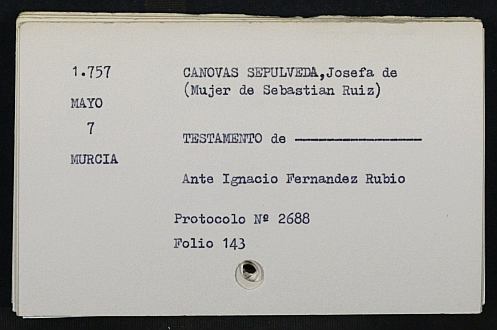 1.757
MAYO
7
MURCIA
CANOVAS SEPULVEDA,Josefa de
(Mujer de Sebastian Ruiz)
TESTAMENTO de ------------------
Ante Ignacio Fernandez Rubio
Protocolo Nº 2688
Folio 143